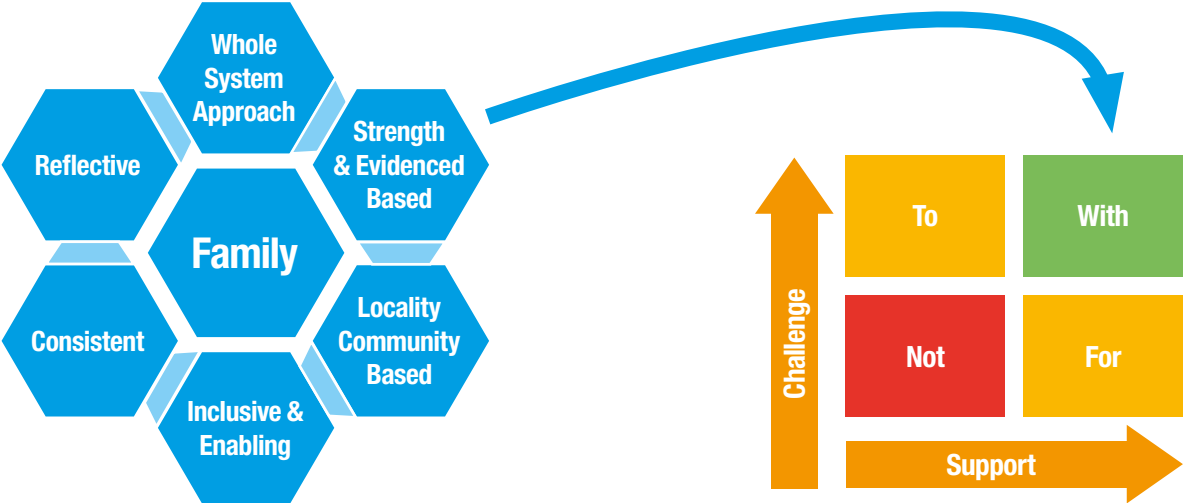 Whole
System
Approach
Strength
& Evidenced
Based
Reflective
Family
Locality
Community
Based
Consistent
Inclusive &
Enabling
To
With
Not
For
Challenge
Support